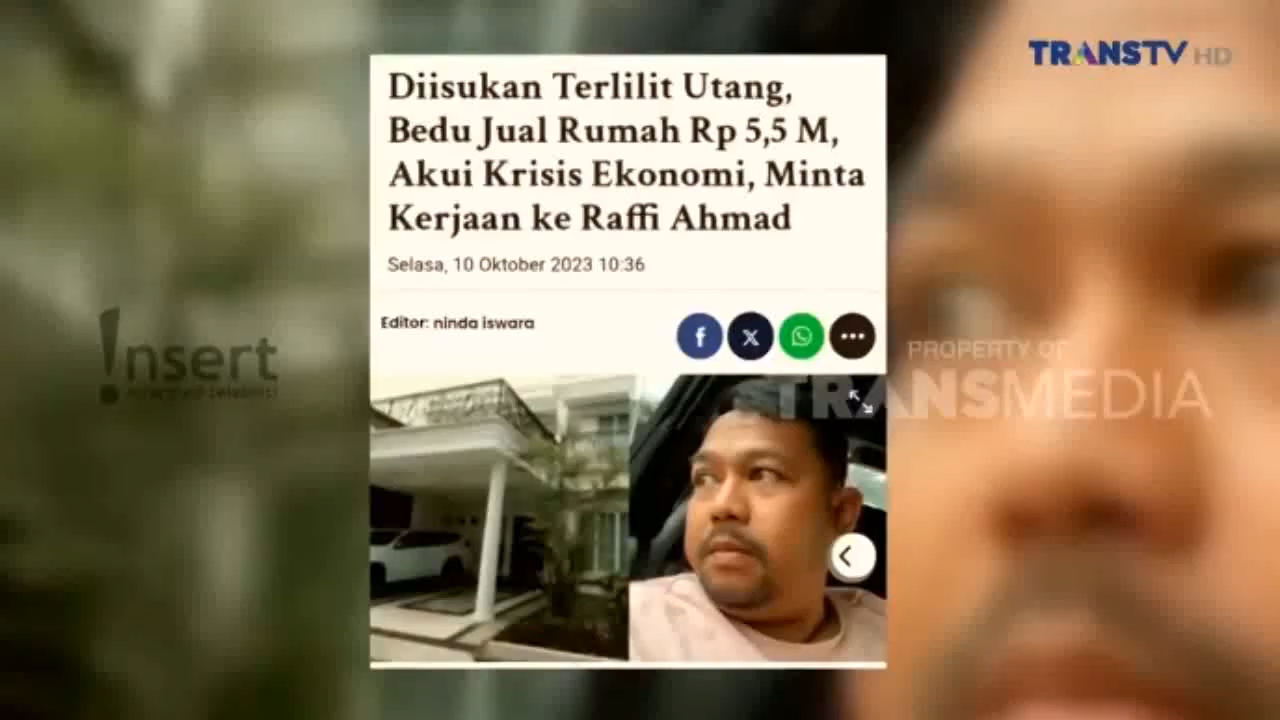 TRANSTV HD
Diisukan Terlilit Utang,
Bedu Jual Rumah Rp 5,5 M,
Akui Krisis Ekonomi, Minta
Kerjaan ke Raffi Ahmad
Selasa, 10 Oktober 2023 10:36
Editor: ninda iswara
Insert
PROPERTY OF
TRANSMEDIA